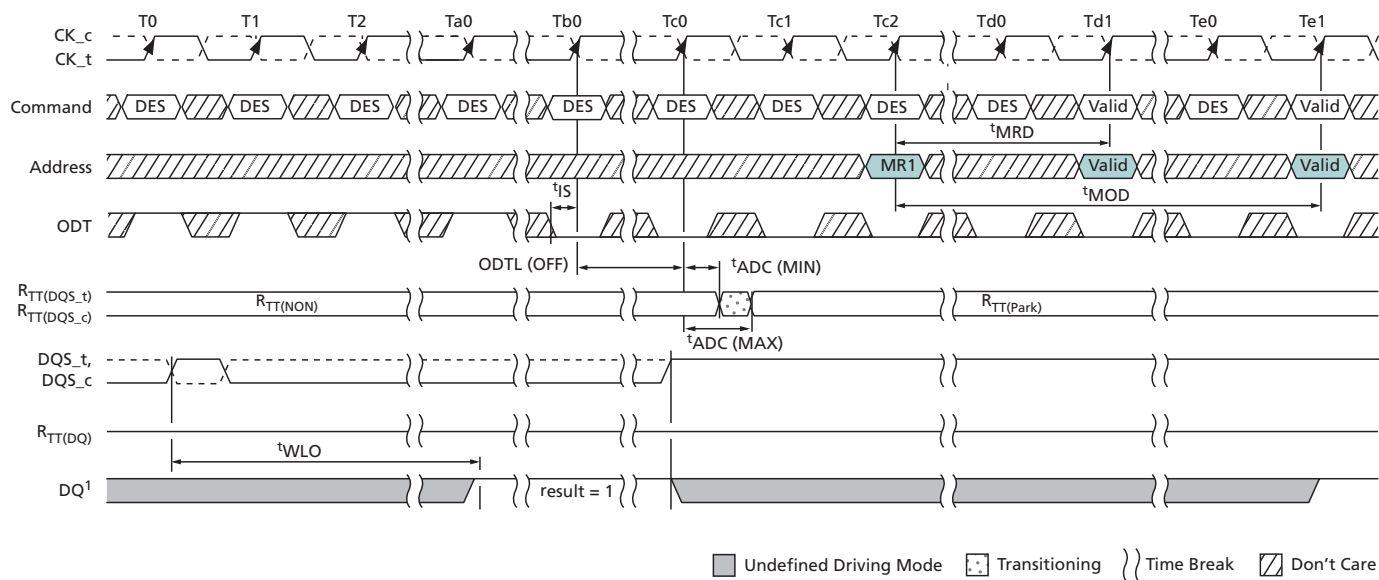 T0 T1 T2 Ta0 Tb0 Tc0 Tc1 Tc2 Td0 Td1 Te0 Te1
CK_c
CK_t
Command DES DES DES DES DES DES DES DES DES Valid DES Valid
tMRD
Address MR1 Valid Valid
tIS
tMOD
ODT
ODTL (OFF) tADC (MIN)
RTT(DQS_t)
RTT(DQS_c)
RTT(NON) RTT(Park)
tADC (MAX)
DQS_t,
DQS_c
RTT(DQ)
tWLO
DQ1 result = 1
Undefined Driving Mode Transitioning Time Break Don't Care